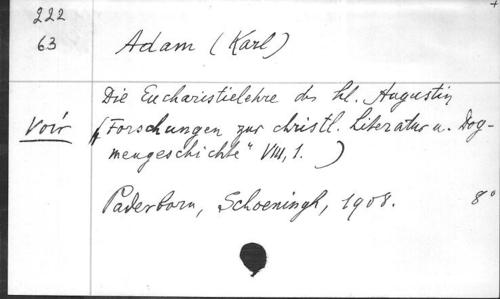 222
63
Adam (Karl)
Die Eucharistielehre des hl. Augustin
Voir
("Forschungen zur christl. Literatur u. Dog-
mengeschichte" VIII, 1. )
Paderborn, Schoeningh, 1908. 8°